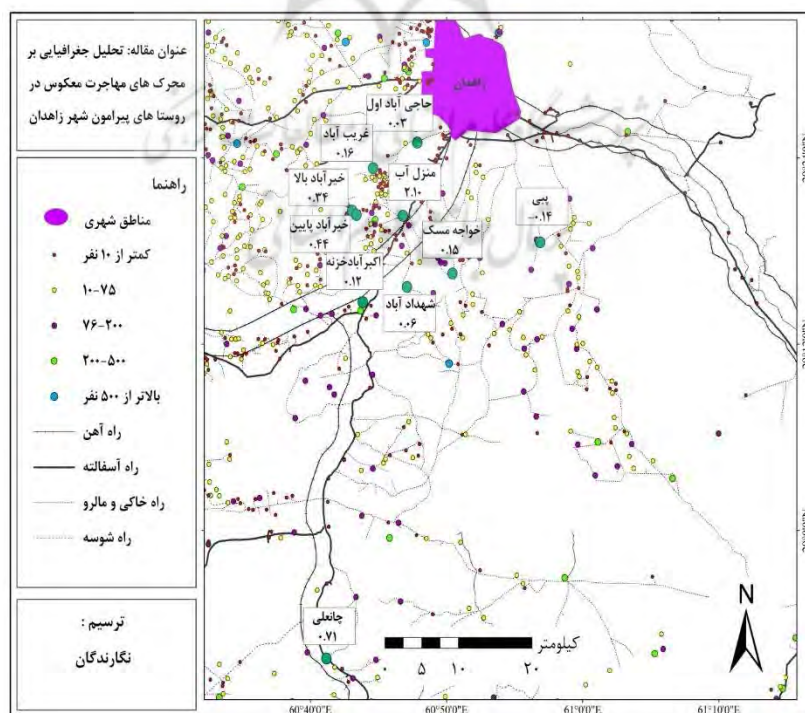 عنوان مقاله: تحلیل جغرافیایی بر
محرک های مهاجرت معکوس در
روستا های پیرامون شهر زاهدان
راهنما
مناطق شهری
کمتر از ۱۰ نفر
۱۰-۷۵
۷۶-۲۰۰
۲۰۰-۵۰۰
بالاتر از ۵۰۰ نفر
راه آهن
راه آسفالته
راه خاکی و مالرو
راه شوسه
ترسیم :
نگارندگان
زاهدان
حاجی آباد اول
۰.۰۳
غریب آباد
۰.۱۶
منزل آب
۲.۱۰
خیرآباد بالا
۰.۳۴
پبی
-۰.۱۴
خیرآباد پایین
۰.۴۴
خواجه مسک
۰.۱۵
اکبرآبادخزنه
۰.۱۲
شهداد آباد
۰.۰۶
چانعلی
۰.۷۱
N
کیلومتر
۰ ۵ ۱۰ ۲۰
60°40'0"E
60°50'0"E
61°0'0"E
61°10'0"E